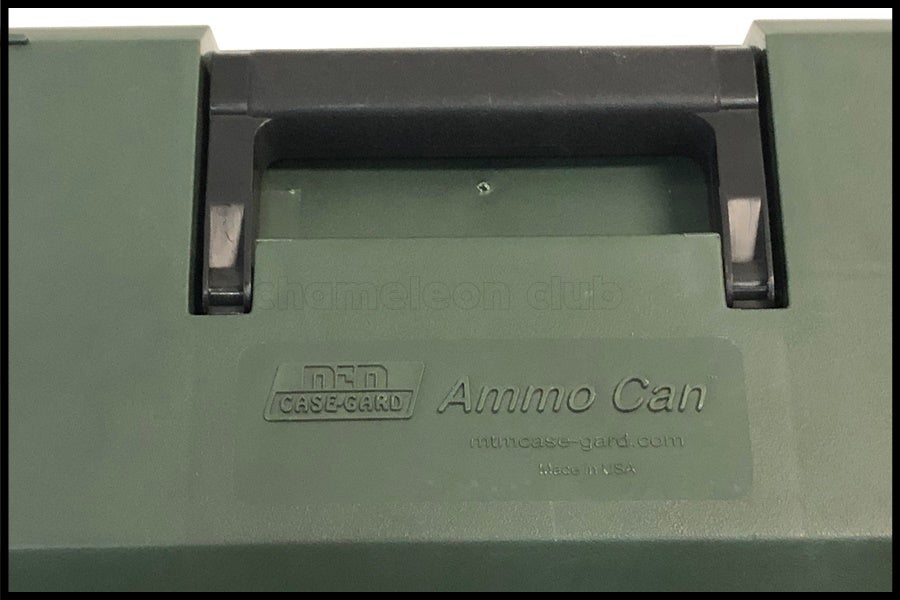 chameleon club
MTM
CASE-GARD
Ammo Can
mtmcase-gard.com
Made in USA